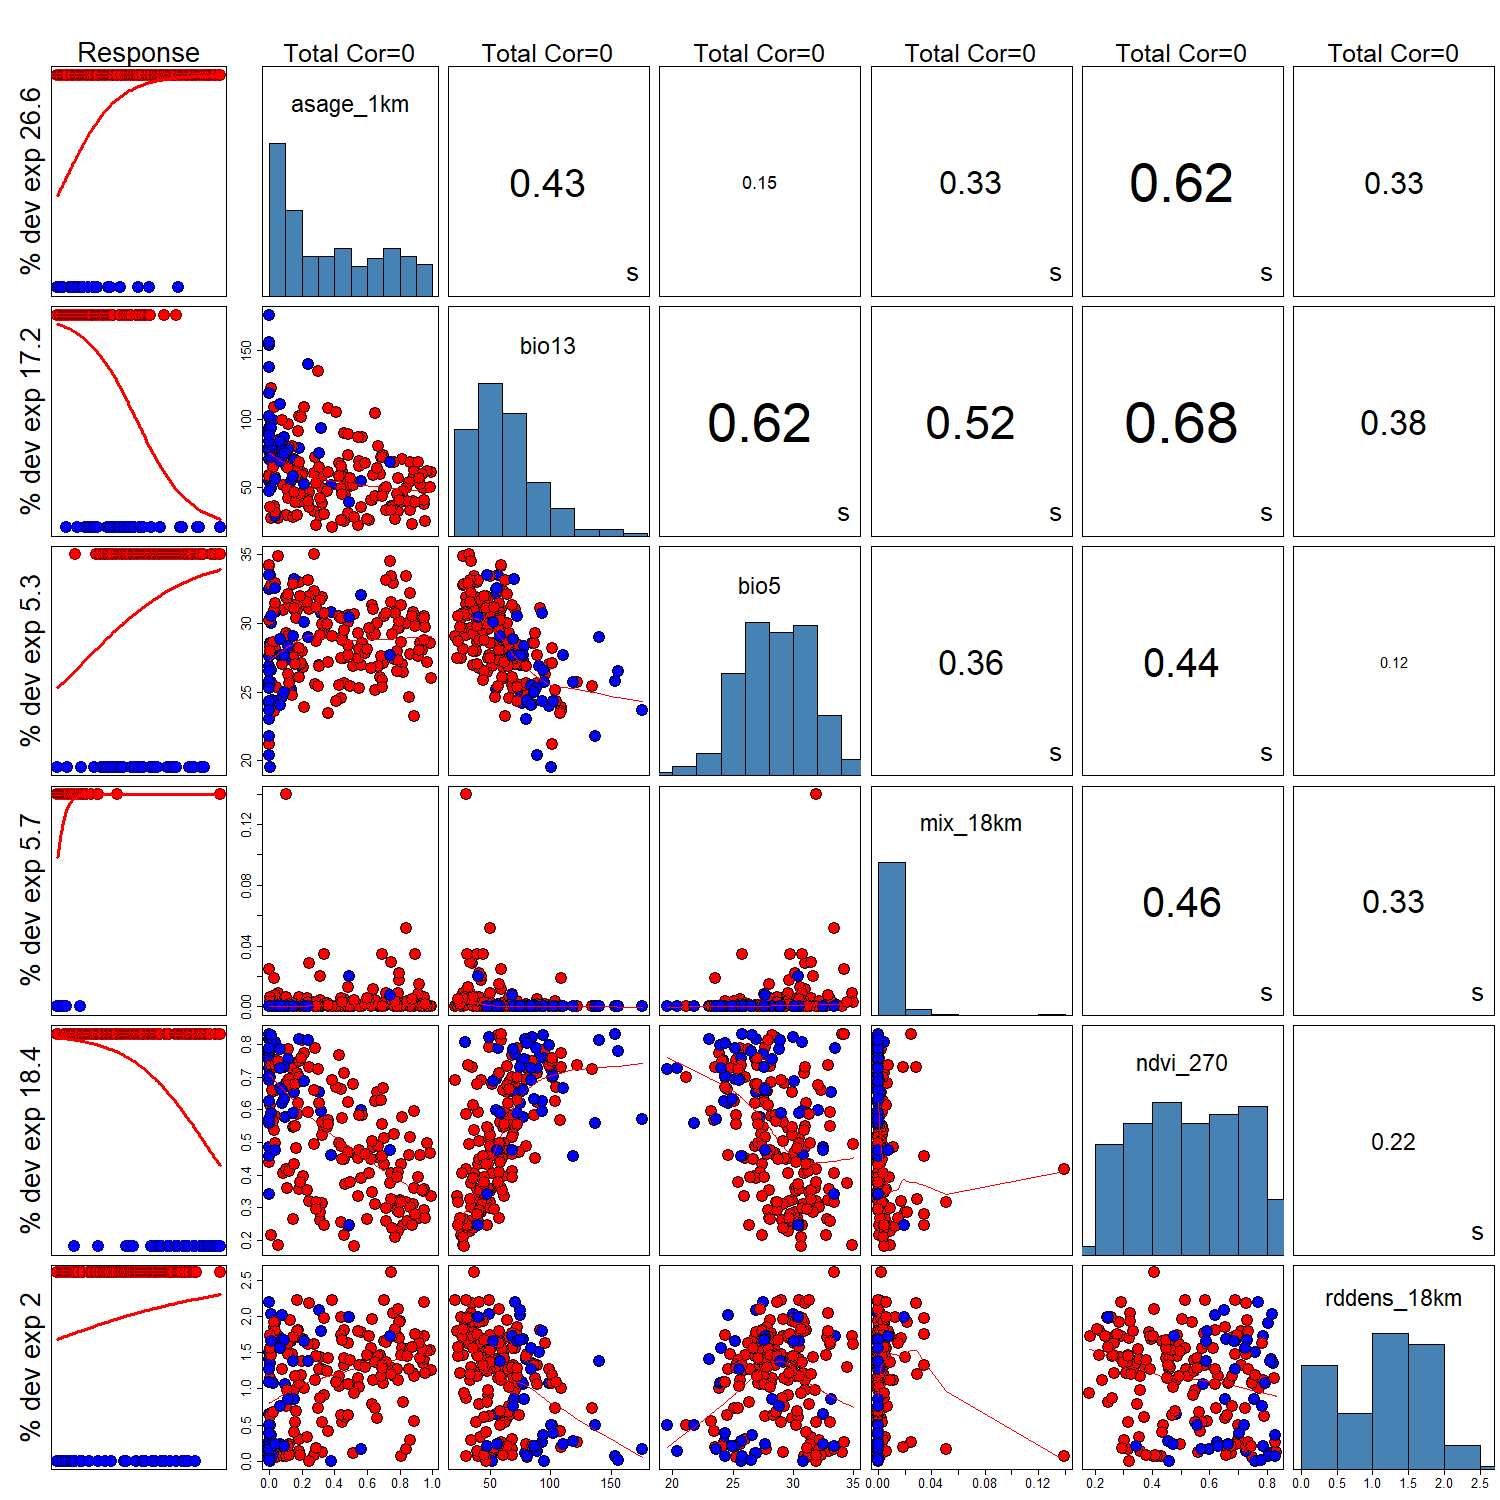 Response Total Cor=0 Total Cor=0 Total Cor=0 Total Cor=0 Total Cor=0 Total Cor=0
% dev exp 26.6
asage_1km
0.43 0.15 0.33 0.62 0.33
s s s
% dev exp 17.2
150 100 50
bio13
0.62 0.52 0.68 0.38
s s s
% dev exp 5.3
35 30 25 20
bio5
0.36 0.44 0.12
s s
% dev exp 5.7
0.12 0.08 0.04 0.00
mix_18km
0.46 0.33
s s
% dev exp 18.4
0.8 0.7 0.6 0.5 0.4 0.3 0.2
ndvi_270
0.22
s
% dev exp 2
2.5 2.0 1.5 1.0 0.5 0.0
rddens_18km
0.0 0.2 0.4 0.6 0.8 1.0 50 100 150 20 25 30 35 0.00 0.04 0.08 0.12 0.2 0.4 0.6 0.8 0.0 0.5 1.0 1.5 2.0 2.5